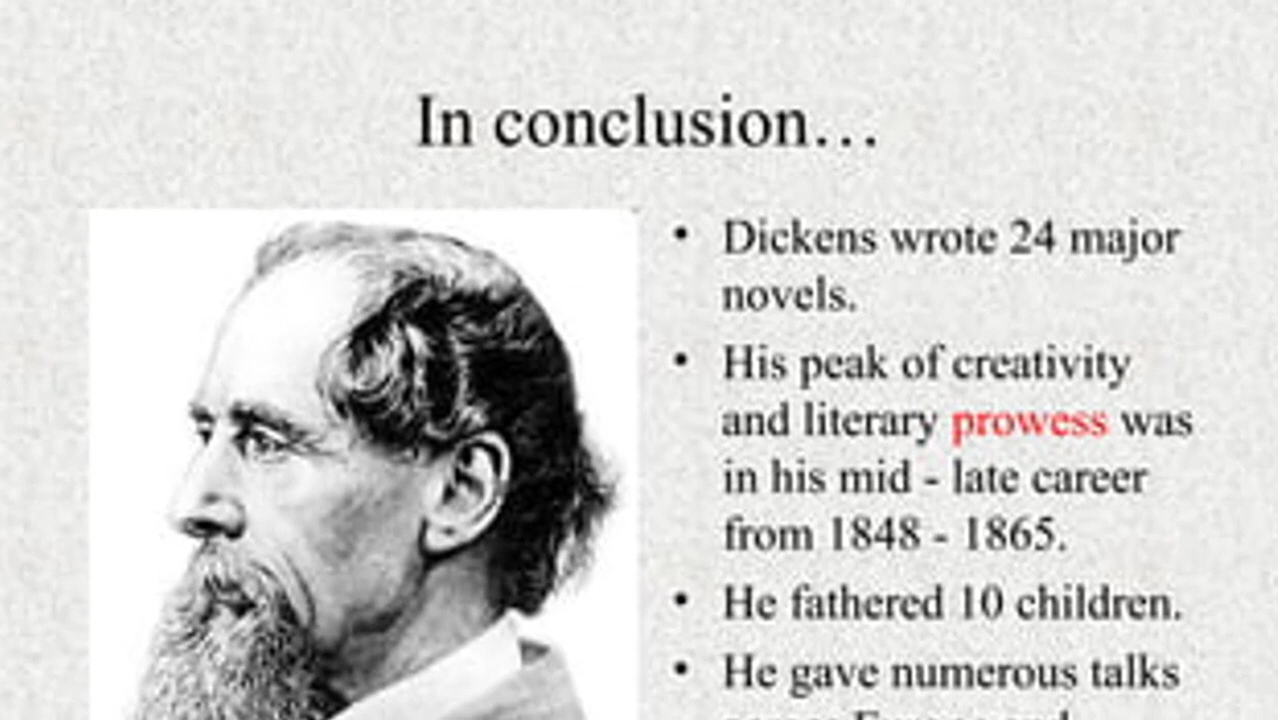 In conclusion…
• Dickens wrote 24 major
novels.
• His peak of creativity
and literary prowess was
in his mid - late career
from 1848 - 1865.
• He fathered 10 children.
• He gave numerous talks